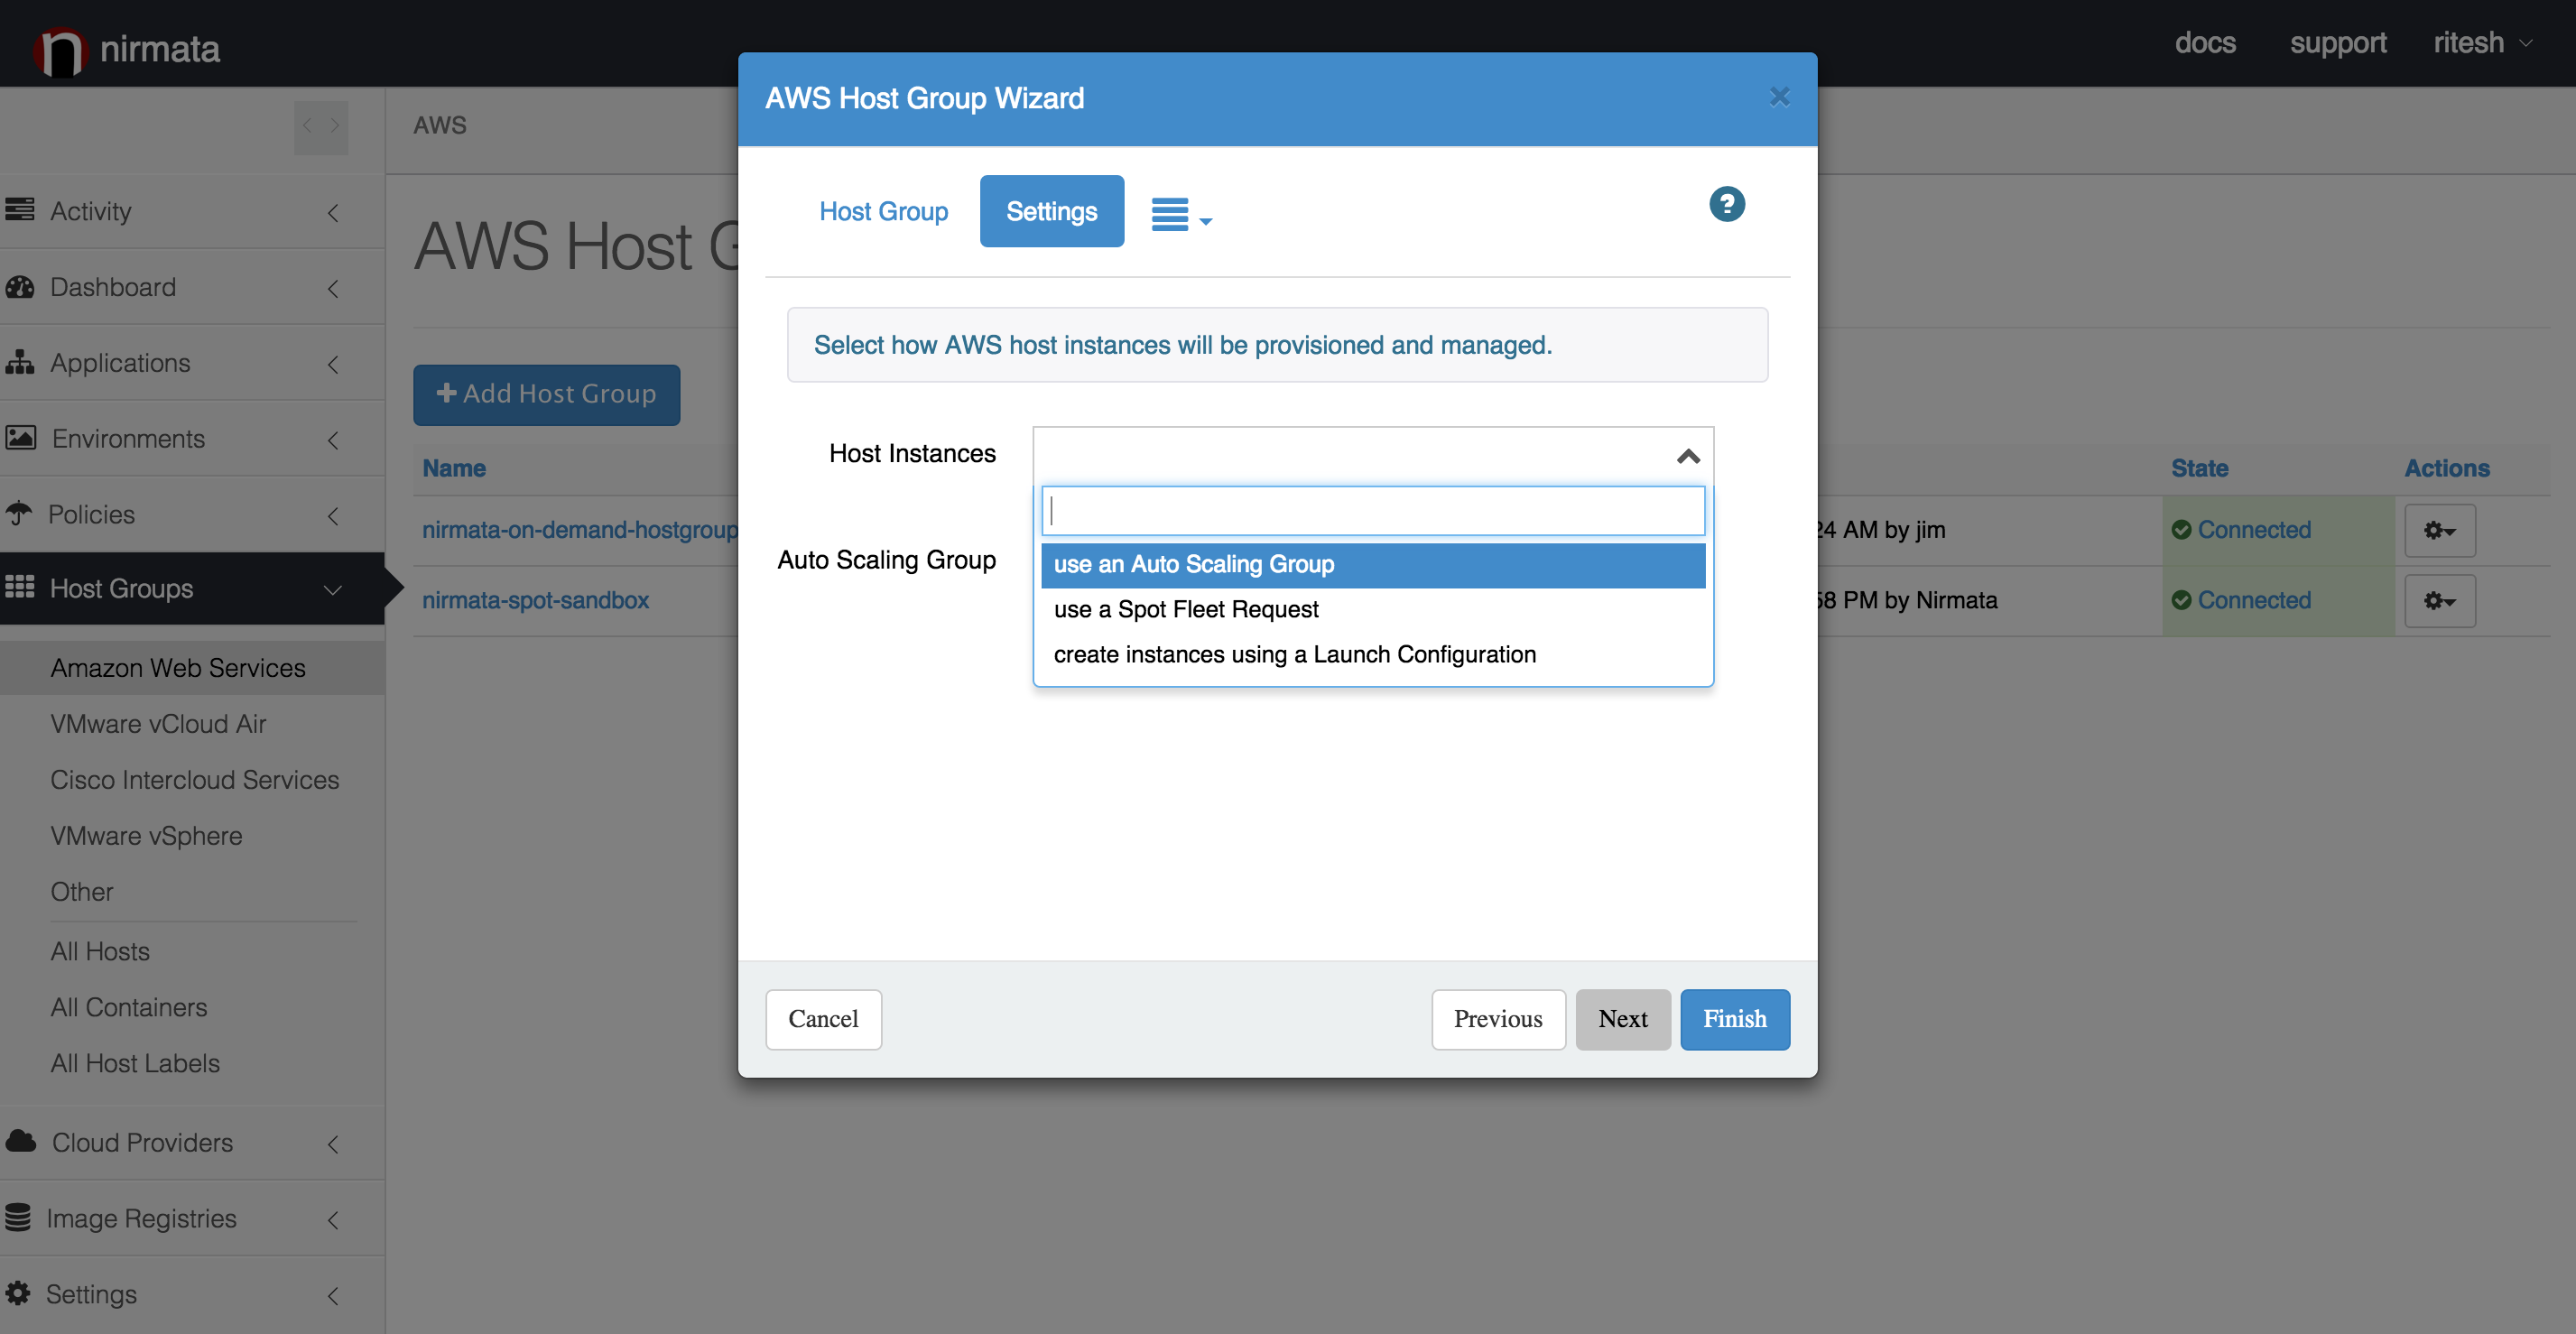 nirmata
docs support ritesh
AWS
AWS Host G
Activity
Dashboard
Applications
Environments
Policies
Host Groups
Amazon Web Services
VMware vCloud Air
Cisco Intercloud Services
VMware vSphere
Other
All Hosts
All Containers
All Host Labels
Cloud Providers
Image Registries
Settings
Add Host Group
Name State Actions
nirmata-on-demand-hostgroup 24 AM by jim Connected
nirmata-spot-sandbox 58 PM by Nirmata Connected
AWS Host Group Wizard
Host Group Settings
Select how AWS host instances will be provisioned and managed.
Host Instances
Auto Scaling Group
use an Auto Scaling Group
use a Spot Fleet Request
create instances using a Launch Configuration
Cancel Previous Next Finish